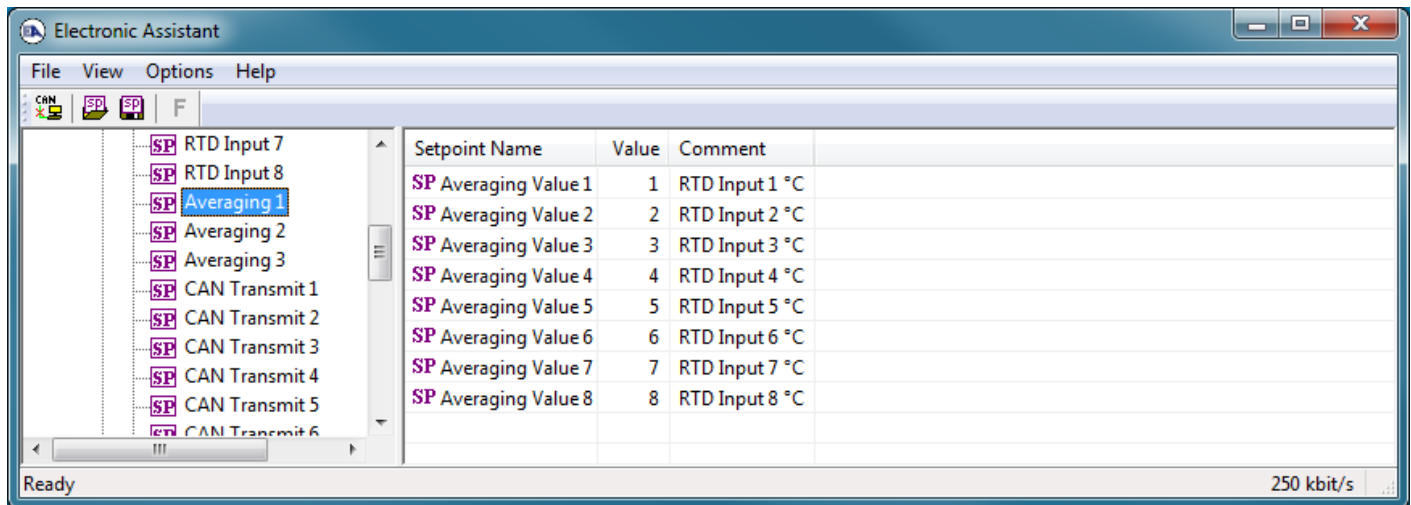 Electronic Assistant
File View Options Help
CAN
SP SP F
SP RTD Input 7
SP RTD Input 8
SP Averaging 1
SP Averaging 2
SP Averaging 3
SP CAN Transmit 1
SP CAN Transmit 2
SP CAN Transmit 3
SP CAN Transmit 4
SP CAN Transmit 5
SP CAN Transmit 6
Setpoint Name Value Comment
SP Averaging Value 1 1 RTD Input 1 °C
SP Averaging Value 2 2 RTD Input 2 °C
SP Averaging Value 3 3 RTD Input 3 °C
SP Averaging Value 4 4 RTD Input 4 °C
SP Averaging Value 5 5 RTD Input 5 °C
SP Averaging Value 6 6 RTD Input 6 °C
SP Averaging Value 7 7 RTD Input 7 °C
SP Averaging Value 8 8 RTD Input 8 °C
Ready 250 kbit/s